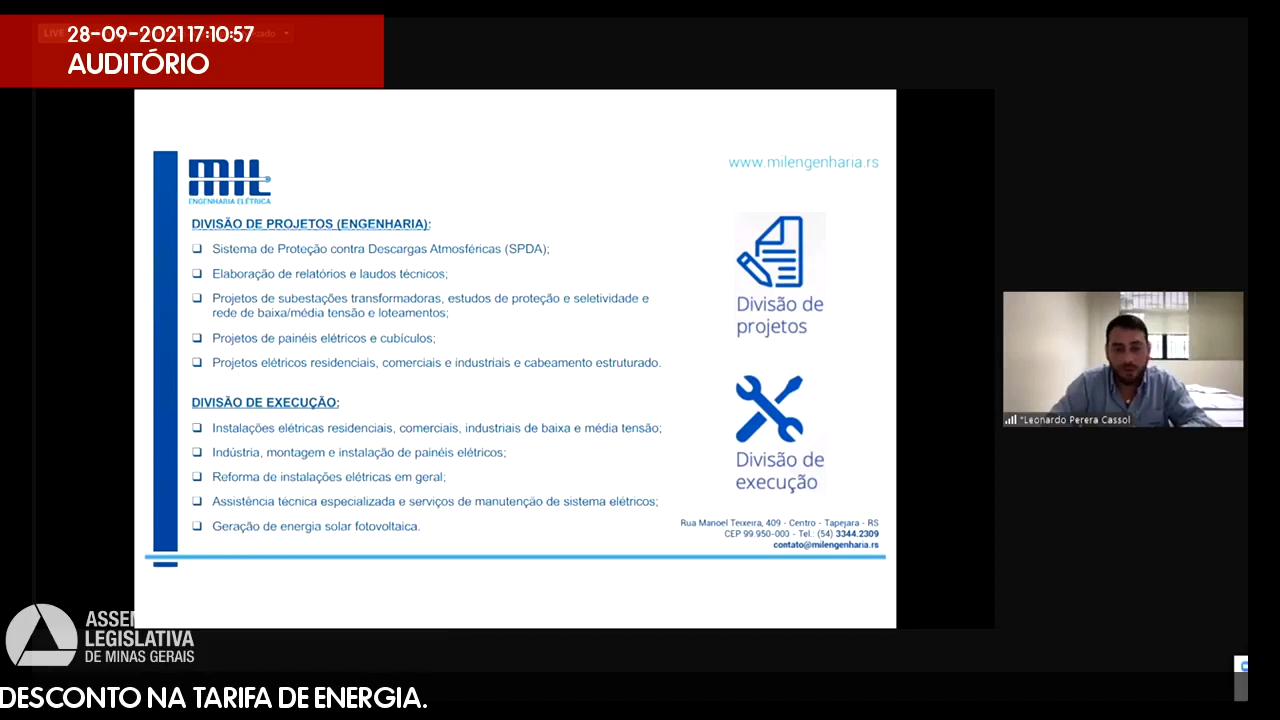 LIVE
28-09-2021 17:10:57
AUDITÓRIO
MIL
ENGENHARIA ELÉTRICA
www.milengenharia.rs
DIVISÃO DE PROJETOS (ENGENHARIA):
❑ Sistema de Proteção contra Descargas Atmosféricas (SPDA);
❑ Elaboração de relatórios e laudos técnicos;
❑ Projetos de subestações transformadoras, estudos de proteção e seletividade e
rede de baixa/média tensão e loteamentos;
❑ Projetos de painéis elétricos e cubículos;
❑ Projetos elétricos residenciais, comerciais e industriais e cabeamento estruturado.
DIVISÃO DE EXECUÇÃO:
❑ Instalações elétricas residenciais, comerciais, industriais de baixa e média tensão;
❑ Indústria, montagem e instalação de painéis elétricos;
❑ Reforma de instalações elétricas em geral;
❑ Assistência técnica especializada e serviços de manutenção de sistema elétricos;
❑ Geração de energia solar fotovoltaica.
Divisão de
projetos
Divisão de
execução
Rua Manoel Teixeira, 409 - Centro - Tapejara - RS
CEP 99.950-000 - Tel.: (54) 3344.2309
contato@milengenharia.rs
*Leonardo Perera Cassol
ASSEM
LEGISLATIVA
DE MINAS GERAIS
DESCONTO NA TARIFA DE ENERGIA.